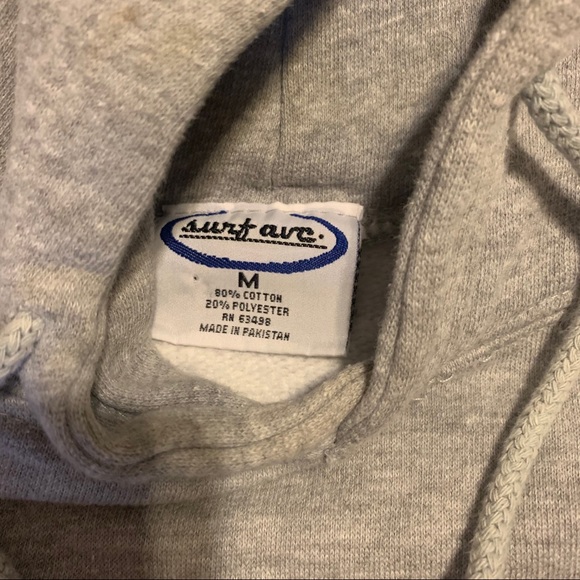 surf ave.
M
80% COTTON
20% POLYESTER
RN 63498
MADE IN PAKISTAN